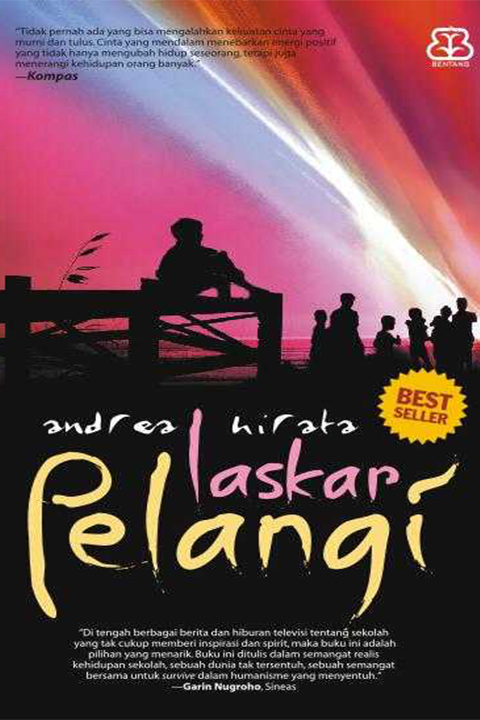 "Tidak pernah ada yang bisa mengalahkan kekuatan cinta yang
murni dan tulus. Cinta yang mendalam menebarkan energi positif
yang tidak hanya mengubah hidup seseorang, tetapi juga
menerangi kehidupan orang banyak."
—Kompas
BENTANG
BEST
SELLER
andrea hirata
laskar
Pelangi
"Di tengah berbagai berita dan hiburan televisi tentang sekolah
yang tak cukup memberi inspirasi dan spirit, maka buku ini adalah
pilihan yang menarik. Buku ini ditulis dalam semangat realis
kehidupan sekolah, sebuah dunia tak tersentuh, sebuah semangat
bersama untuk survive dalam humanisme yang menyentuh."
—Garin Nugroho, Sineas